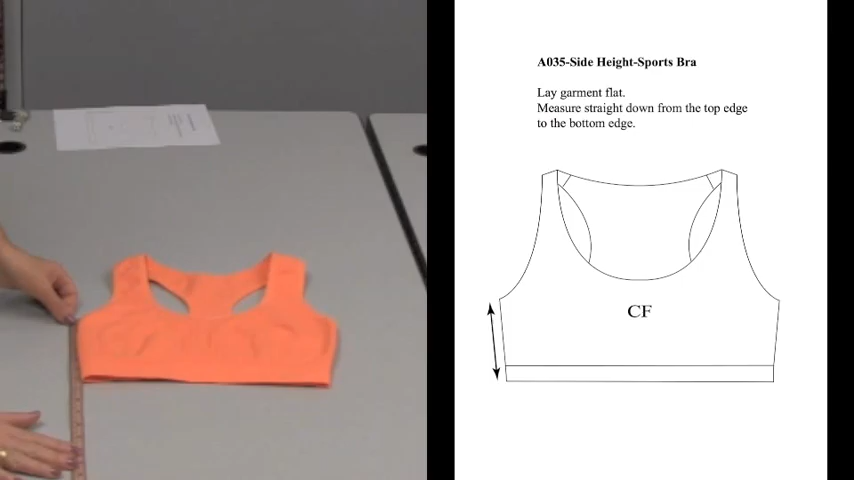 A035-Side Height-Sports Bra
Lay garment flat.
Measure straight down from the top edge
to the bottom edge.
CF